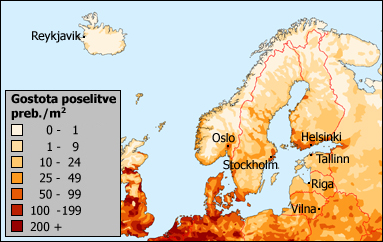 Reykjavik
Gostota poselitve
preb./m²
0 - 1
1 - 9
10 - 24
25 - 49
50 - 99
100 -199
200 +
Oslo
Helsinki
Stockholm
Tallinn
Riga
Vilna